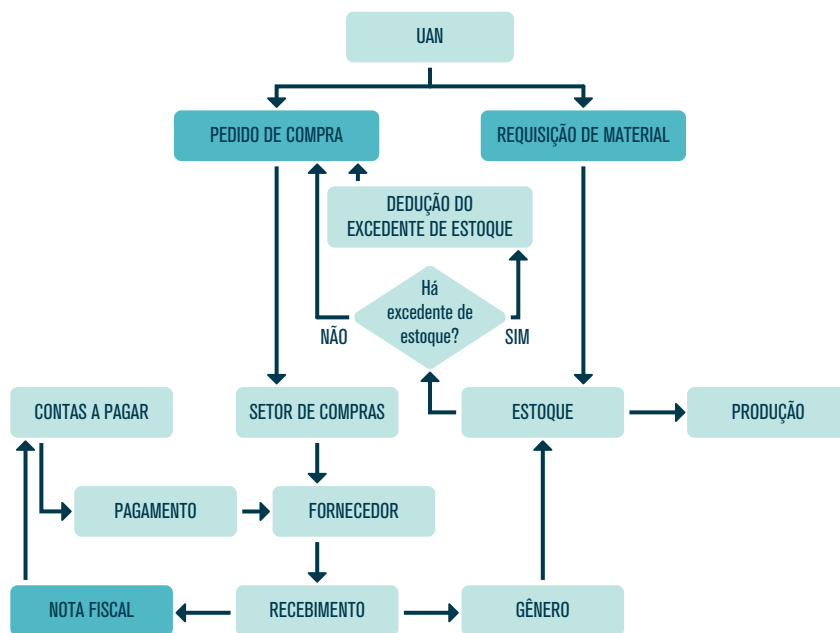 UAN
PEDIDO DE COMPRA
REQUISIÇÃO DE MATERIAL
DEDUÇÃO DO
EXCEDENTE DE ESTOQUE
Há
excedente de
estoque?
NÃO
SIM
CONTAS A PAGAR
SETOR DE COMPRAS
ESTOQUE
PRODUÇÃO
PAGAMENTO
FORNECEDOR
NOTA FISCAL
RECEBIMENTO
GÊNERO